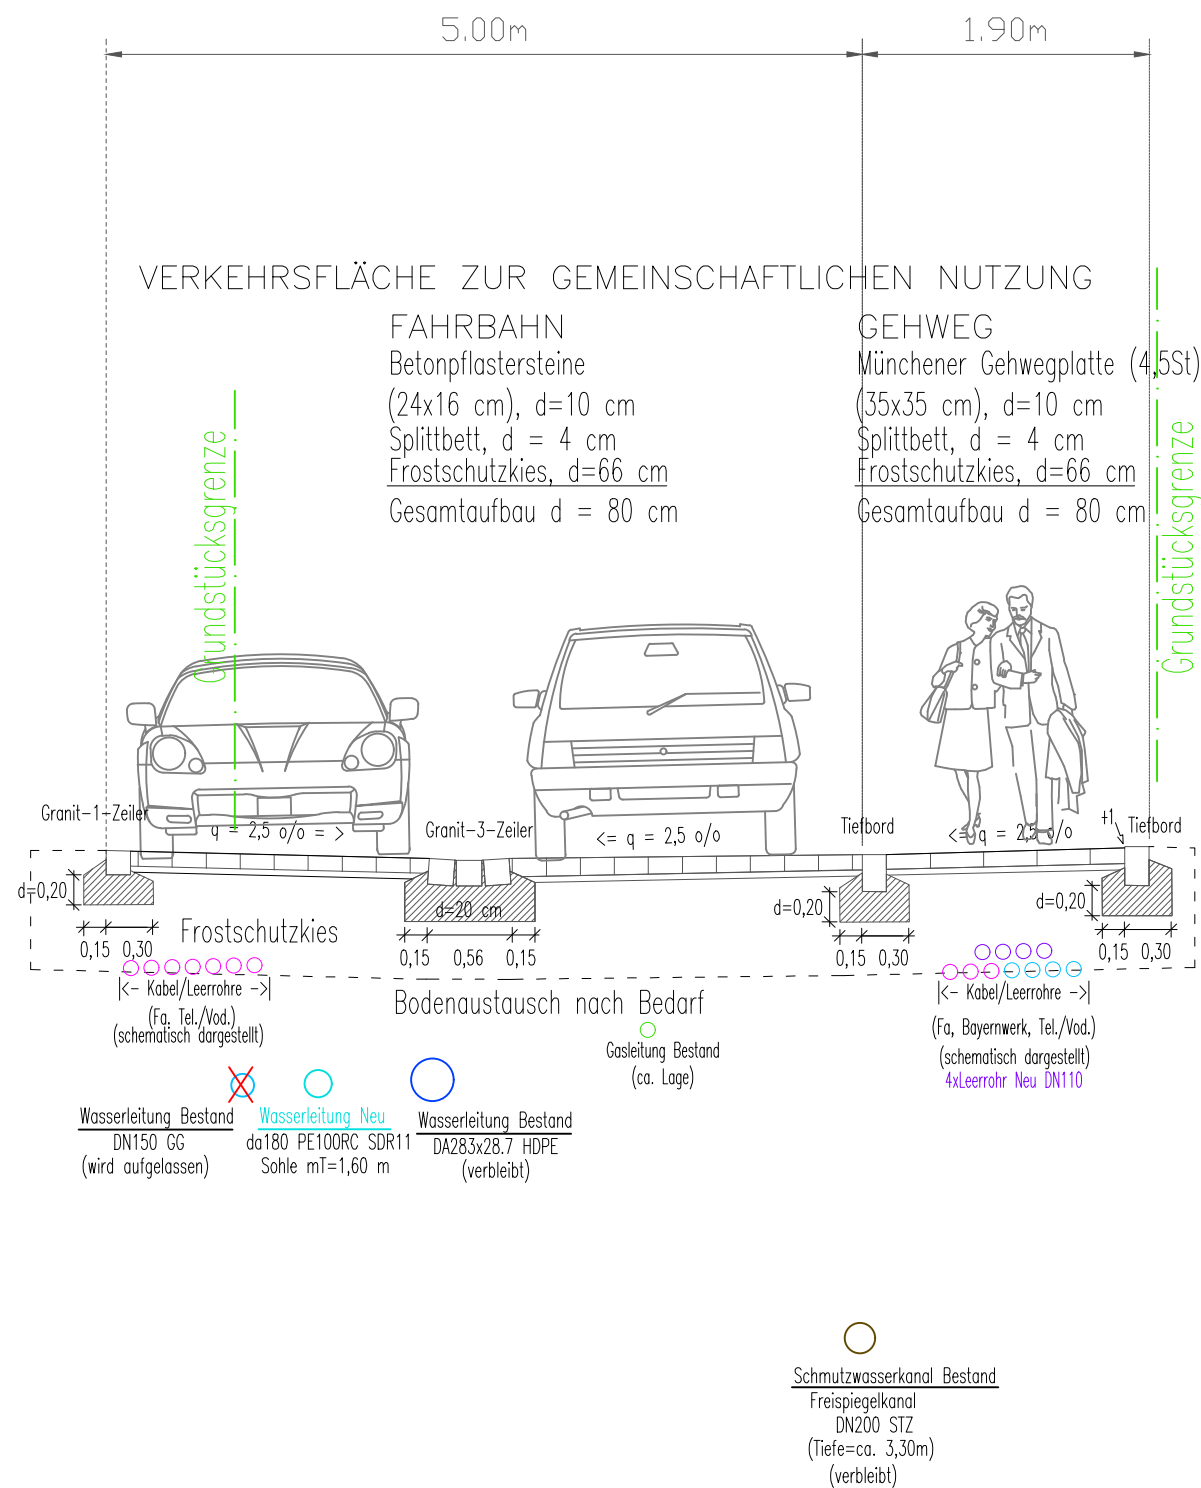 5.00m
1.90m
VERKEHRSFLÄCHE ZUR GEMEINSCHAFTLICHEN NUTZUNG
FAHRBAHN
Betonpflastersteine
(24x16 cm), d=10 cm
Splittbett, d = 4 cm
Frostschutzkies, d=66 cm
Gesamtaufbau d = 80 cm
GEHWEG
Münchener Gehwegplatte (4,5St)
(35x35 cm), d=10 cm
Splittbett, d = 4 cm
Frostschutzkies, d=66 cm
Gesamtaufbau d = 80 cm
Grundstücksgrenze
Grundstücksgrenze
Granit-1-Zeiler
q = 2,5 o/o = >
Granit-3-Zeiler
<= q = 2,5 o/o
Tiefbord
<= q = 2,5 o/o
+1
Tiefbord
d=0,20
d=20 cm
d=0,20
d=0,20
0,15 0,30
Frostschutzkies
0,15 0,56 0,15
0,15 0,30
0,15 0,30
|<- Kabel/Leerrohre ->|
(Fa. Tel./Vod.)
(schematisch dargestellt)
Bodenaustausch nach Bedarf
Gasleitung Bestand
(ca. Lage)
|<- Kabel/Leerrohre ->|
(Fa, Bayernwerk, Tel./Vod.)
(schematisch dargestellt)
4xLeerrohr Neu DN110
Wasserleitung Bestand
DN150 GG
(wird aufgelassen)
Wasserleitung Neu
da180 PE100RC SDR11
Sohle mT=1,60 m
Wasserleitung Bestand
DA283x28.7 HDPE
(verbleibt)
Schmutzwasserkanal Bestand
Freispiegelkanal
DN200 STZ
(Tiefe=ca. 3,30m)
(verbleibt)